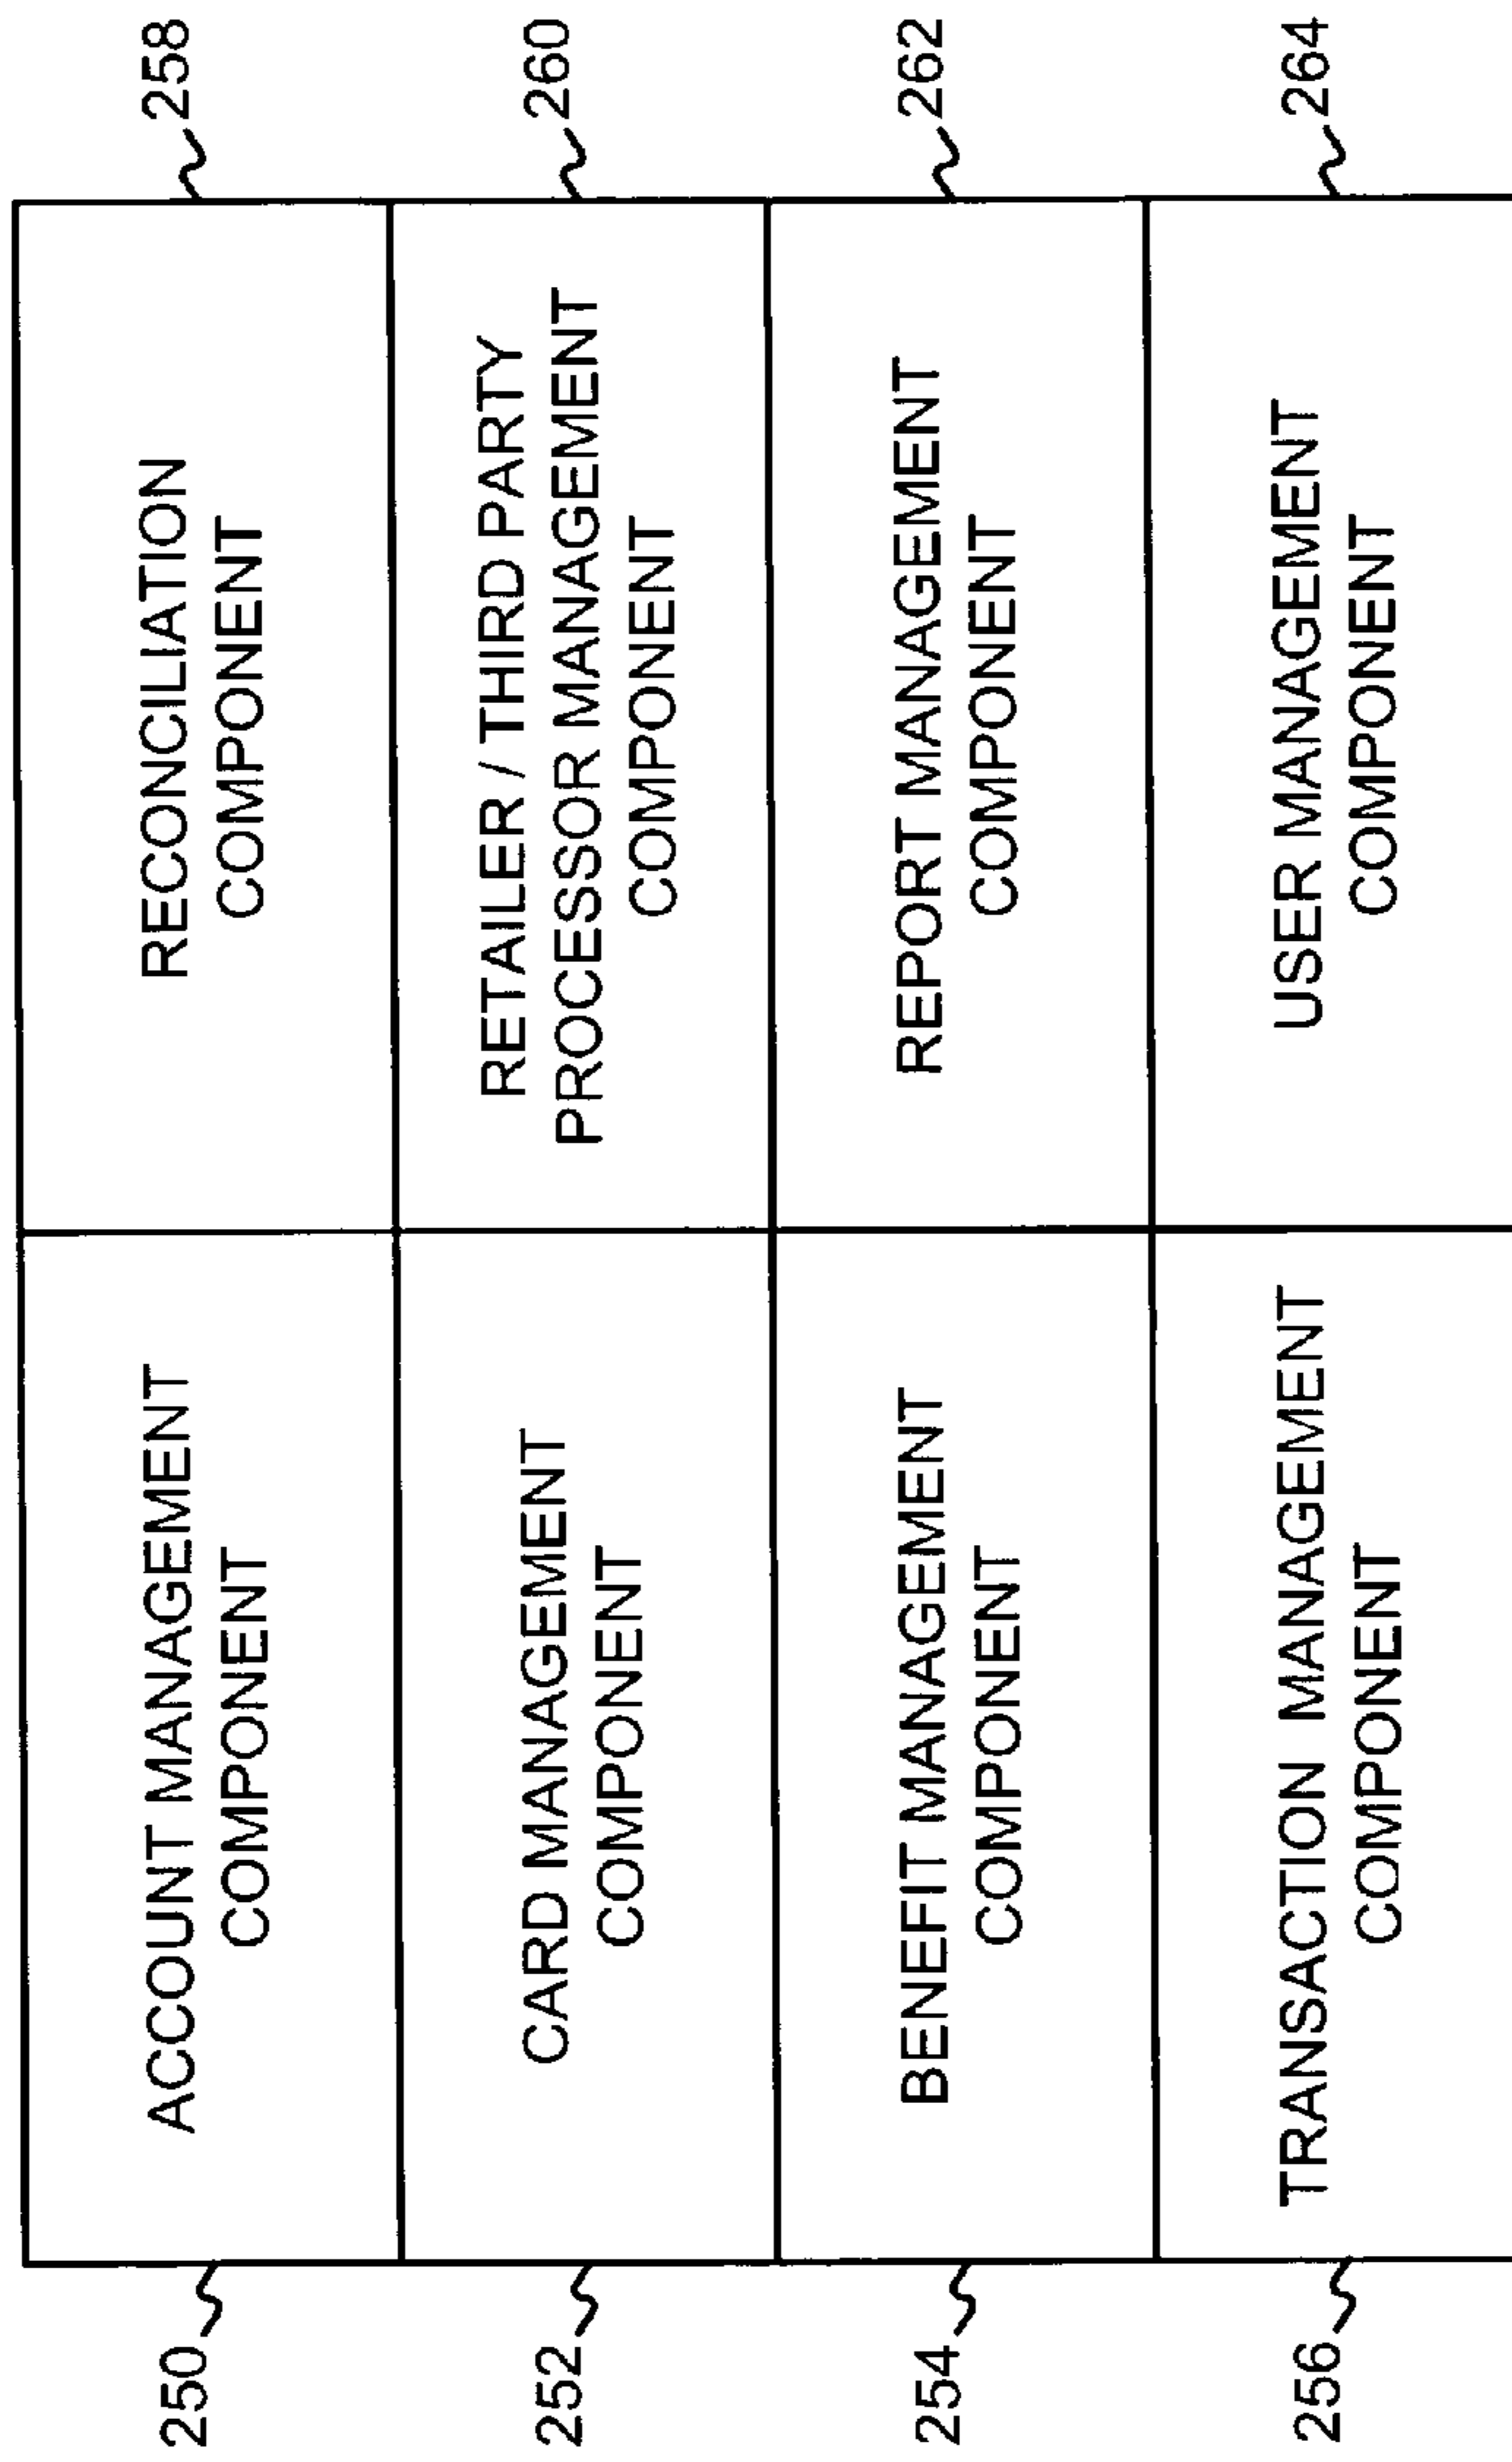 250
ACCOUNT MANAGEMENT
COMPONENT
RECONCILIATION
COMPONENT
258
252
CARD MANAGEMENT
COMPONENT
RETAILER / THIRD PARTY
PROCESSOR MANAGEMENT
COMPONENT
260
254
BENEFIT MANAGEMENT
COMPONENT
REPORT MANAGEMENT
COMPONENT
262
256
TRANSACTION MANAGEMENT
COMPONENT
USER MANAGEMENT
COMPONENT
264